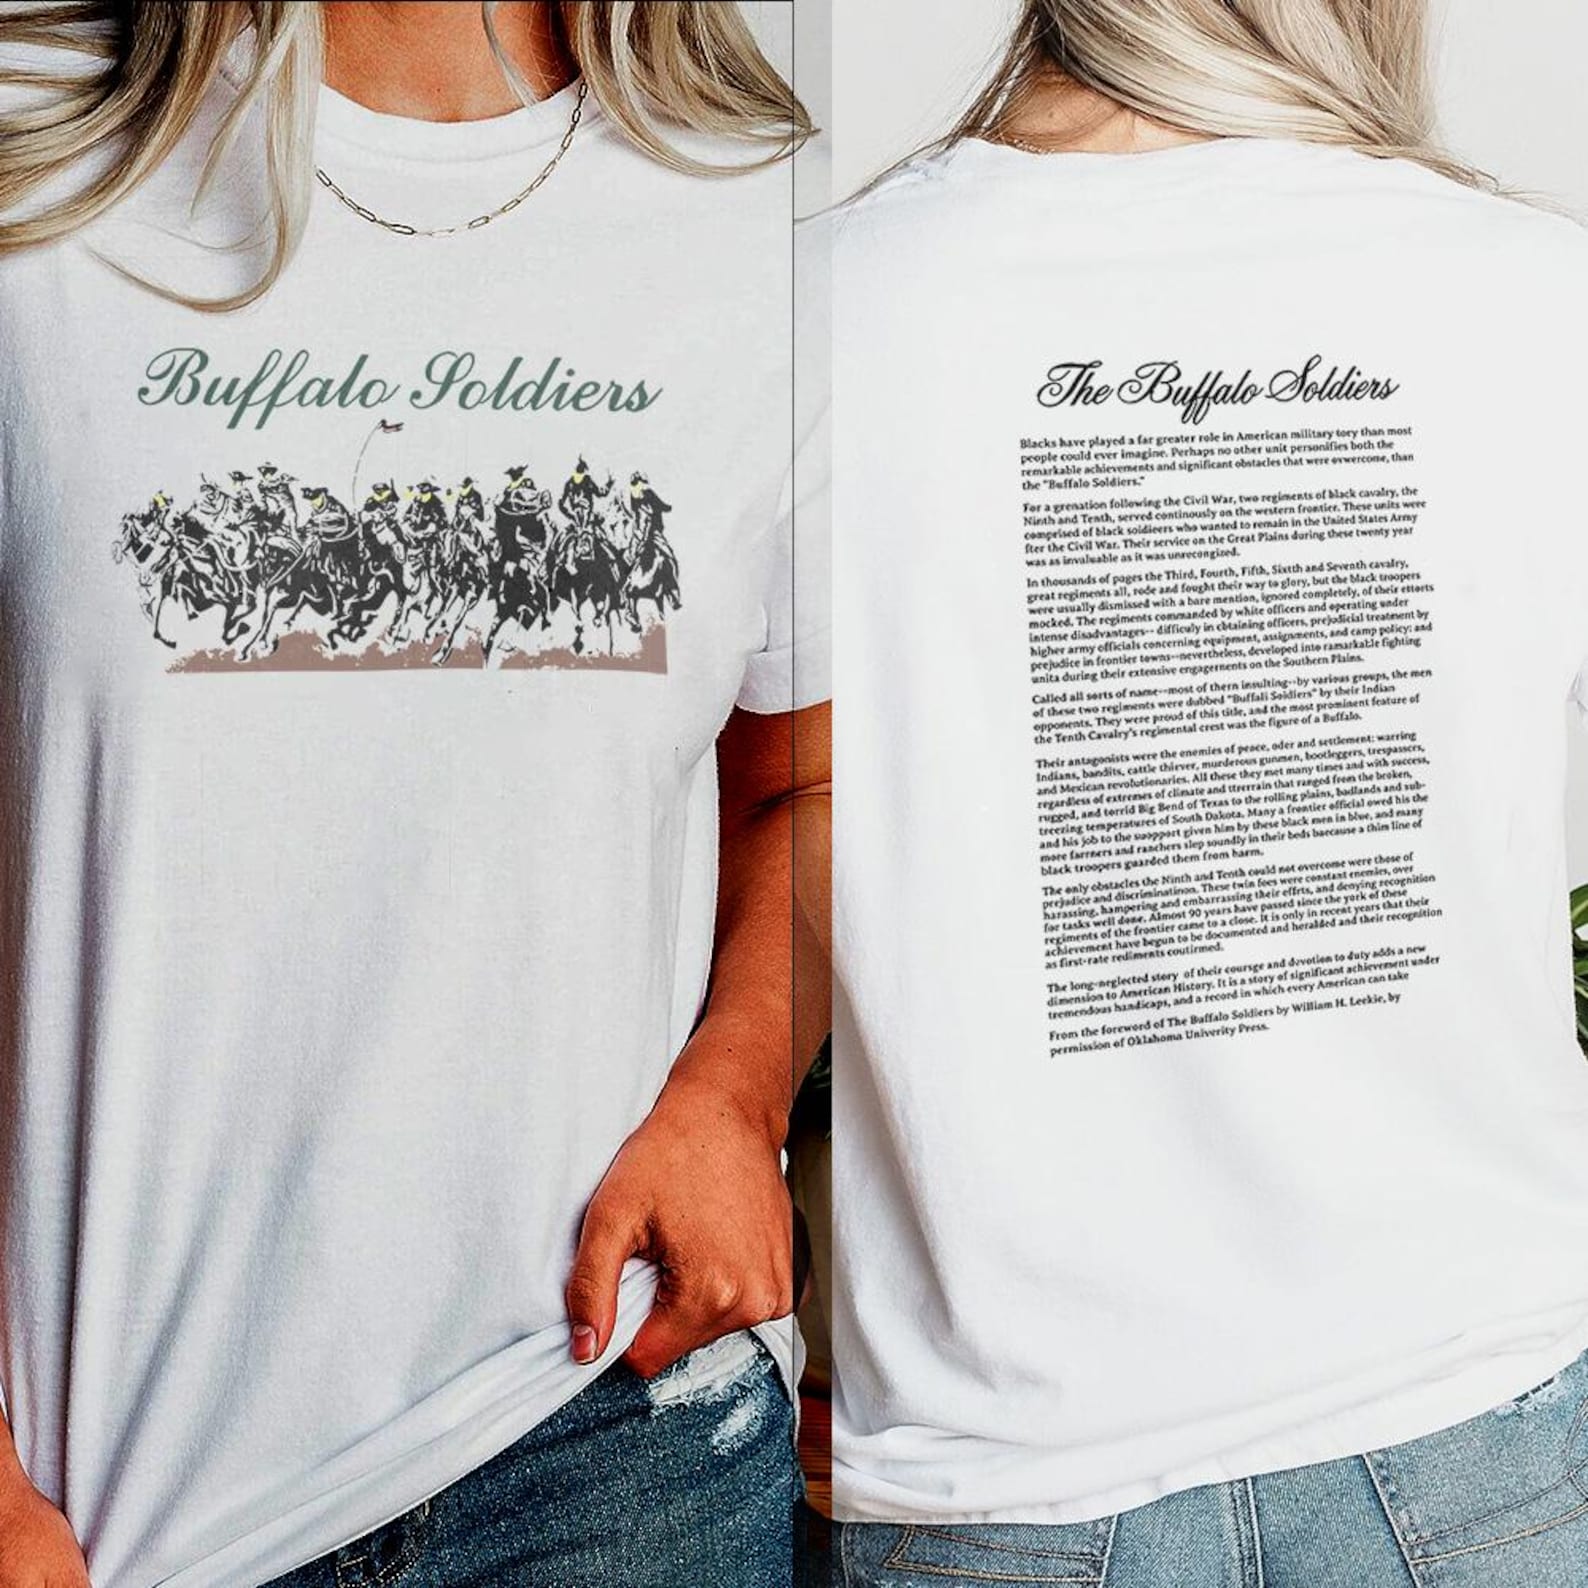 Buffalo Soldiers
The Buffalo Soldiers
Blacks have played a far greater role in American military tory than most
people could ever imagine. Perhaps no other unit personifies both the
remarkable achievements and significant obstacles that were ovwercome, than
the "Buffalo Soldiers."
For a grenation following the Civil War, two regiments of black cavalry, the
Ninth and Tenth, served continously on the western frontier. These units were
comprised of black soldieers who wanted to remain in the United States Army
fter the Civil War. Their service on the Great Plains during these twenty year
was as invaluable as it was unrecongized.
In thousands of pages the Third, Fourth, Fifth, Sixtth and Seventh cavalry,
great regiments all, rode and fought their way to glory, but the black troopers
were usually dismissed with a bare mention, ignored completely, of their etforts
mocked. The regiments commanded by white officers and operating under
intense disadvantages-- difficuly in cbtaining officers, prejudicial treatment by
higher army officials concerning equipment, assignments, and camp policy; and
prejudice in frontier towns--nevertheless, developed into ramarkatle fighting
unita during their extensive engagernents on the Southern Plains.
Called all sorts of name--most of thern insulting--by various groups, the men
of these two regiments were dubbed "Buffali Soldiers" by their Indian
opponents. They were proud of this title, and the most prominent feature of
the Tenth Cavalry's regimental crest was the figure of a Buffalo.
Their antagonists were the enemies of peace, oder and settlement: warring
Indians, bandits, cattle thiever, murderous gunmen, bootleggers, trespassers,
and Mexican revolutionaries. All these they met many times and with success,
regardless of extremes of climate and ttrerrain that ranged from the broken,
rugged, and torrid Big Bend of Texas to the rolling plains, badlands and sub-
treezing temperatures of South Dakota. Many a frontier official owed his the
and his job to the suopport given him by these black men in blue, and many
more farrners and ranchers slep soundly in their beds baecause a thim line of
black troopers guarded them from harm.
The only obstacles the Ninth and Tenth could not overcome were those of
prejudice and discriminatinon. These twin foes were constant enemies, over
harassing, hampering and embarrassing their effrts, and denying recognition
for tasks well done. Almost 90 years have passed since the york of these
regiments of the frontier came to a close. It is only in recent years that their
achievement have begun to be documented and heralded and their recognition
as first-rate rediments coutirmed.
The long-neglected story of their coursge and dvvotion to duty adds a new
dimension to American History. It is a story of significant achievement under
tremendous handicaps, and a record in which every American can take
From the foreword of The Buffalo Soldiers by William H. Leckie, by
permission of Oklahoma Univerity Press.